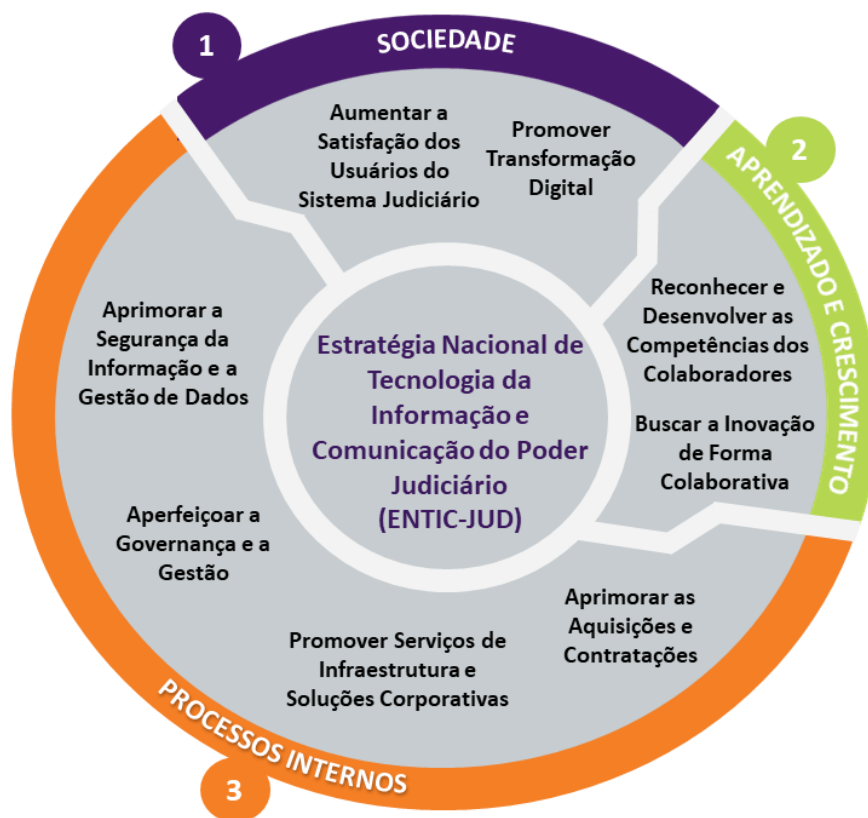 1
SOCIEDADE
Aumentar a
Satisfação dos
Usuários do
Sistema Judiciário
Promover
Transformação
Digital
2
APRENDIZADO E CRESCIMENTO
Reconhecer e
Desenvolver as
Competências dos
Colaboradores
Buscar a Inovação
de Forma
Colaborativa
Estratégia Nacional de
Tecnologia da
Informação e
Comunicação do Poder
Judiciário
(ENTIC-JUD)
Aprimorar a
Segurança da
Informação e a
Gestão de Dados
Aperfeiçoar a
Governança e a
Gestão
Promover Serviços de
Infraestrutura e
Soluções Corporativas
Aprimorar as
Aquisições e
Contratações
PROCESSOS INTERNOS
3